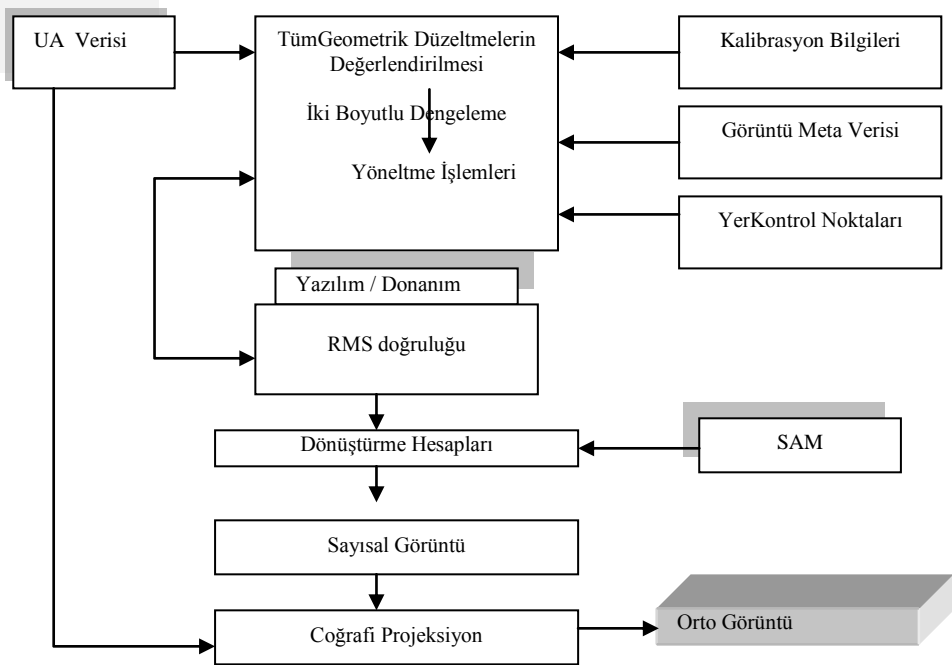 UA Verisi
TümGeometrik Düzeltmelerin
Değerlendirilmesi
İki Boyutlu Dengeleme
Yöneltme İşlemleri
Kalibrasyon Bilgileri
Görüntü Meta Verisi
YerKontrol Noktaları
Yazılım / Donanım
RMS doğruluğu
Dönüştürme Hesapları
SAM
Sayısal Görüntü
Coğrafi Projeksiyon
Orto Görüntü